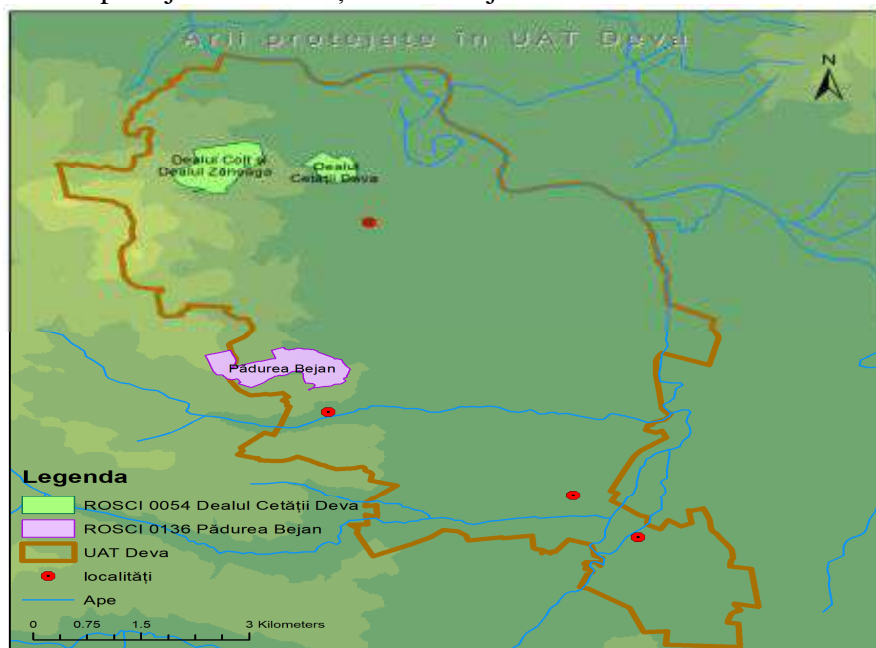 Arii protejate în UAT Deva
N
Dealul Colț și
Dealul Zănoaga
Dealul
Cetății Deva
Pădurea Bejan
Legenda
ROSCI 0054 Dealul Cetății Deva
ROSCI 0136 Pădurea Bejan
UAT Deva
localități
Ape
0 0.75 1.5 3 Kilometers